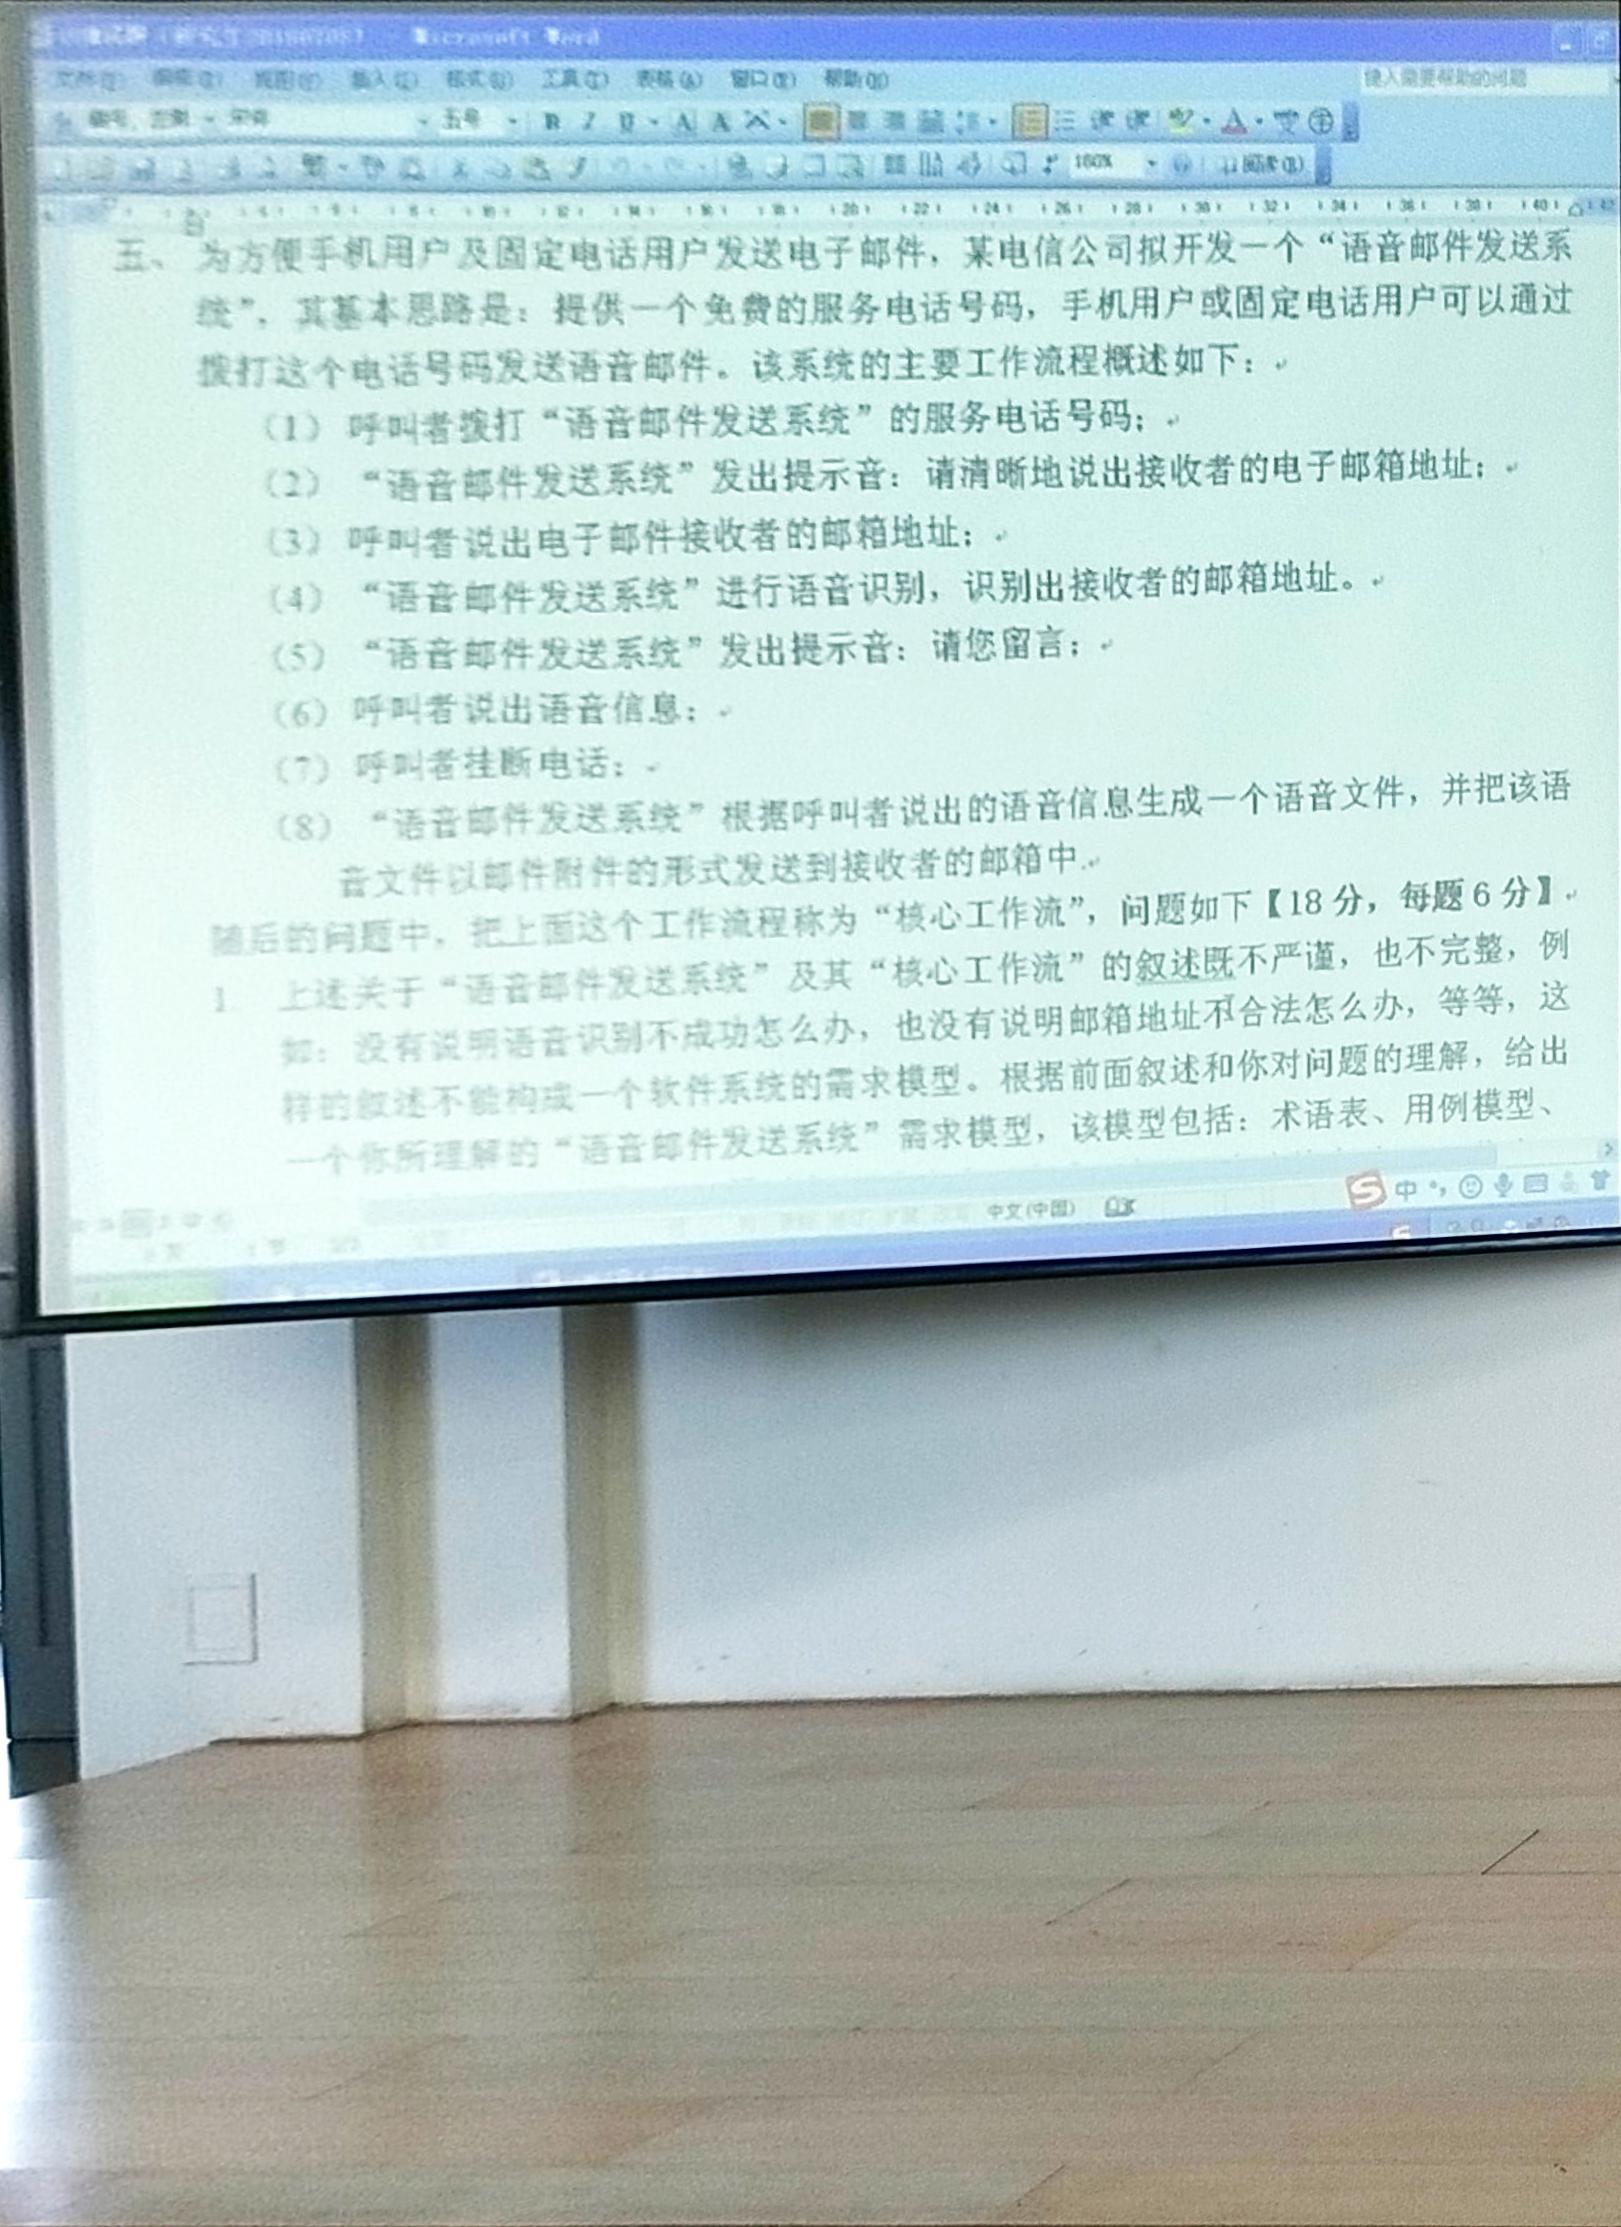 Microsoft Word
文件(F) 编辑(E) 视图(V) 插入(I) 格式(O) 工具(T) 表格(A) 窗口(W) 帮助(H)
键入需要帮助的问题
宋体 五号 B I U A A
100% 阅读(R)
五、为方便手机用户及固定电话用户发送电子邮件，某电信公司拟开发一个“语音邮件发送系
统”，其基本思路是：提供一个免费的服务电话号码，手机用户或固定电话用户可以通过
拨打这个电话号码发送语音邮件。该系统的主要工作流程概述如下：
（1） 呼叫者拨打“语音邮件发送系统”的服务电话号码；
（2） “语音邮件发送系统”发出提示音：请清晰地说出接收者的电子邮箱地址；
（3） 呼叫者说出电子邮件接收者的邮箱地址；
（4） “语音邮件发送系统”进行语音识别，识别出接收者的邮箱地址。
（5） “语音邮件发送系统”发出提示音：请您留言；
（6） 呼叫者说出语音信息；
（7） 呼叫者挂断电话；
（8） “语音邮件发送系统”根据呼叫者说出的语音信息生成一个语音文件，并把该语
音文件以邮件附件的形式发送到接收者的邮箱中.
随后的问题中，把上面这个工作流程称为“核心工作流”，问题如下【18 分，每题 6 分】
1. 上述关于“语音邮件发送系统”及其“核心工作流”的叙述既不严谨，也不完整，例
如：没有说明语音识别不成功怎么办，也没有说明邮箱地址不合法怎么办，等等，这
样的叙述不能构成一个软件系统的需求模型。根据前面叙述和你对问题的理解，给出
一个你所理解的“语音邮件发送系统”需求模型，该模型包括：术语表、用例模型、
中
中文(中国)